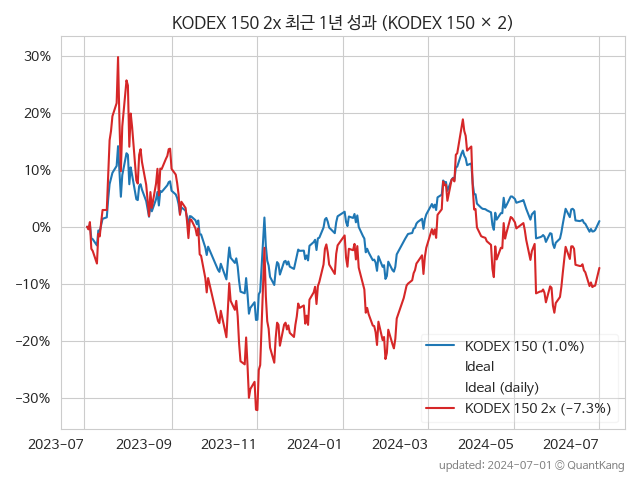 KODEX 150 2x 최근 1년 성과 (KODEX 150 × 2)
30%
20%
10%
0%
−10%
−20%
−30%
2023-07
2023-09
2023-11
2024-01
2024-03
2024-05
2024-07
KODEX 150 (1.0%)
Ideal
Ideal (daily)
KODEX 150 2x (−7.3%)
updated: 2024-07-01 © QuantKang